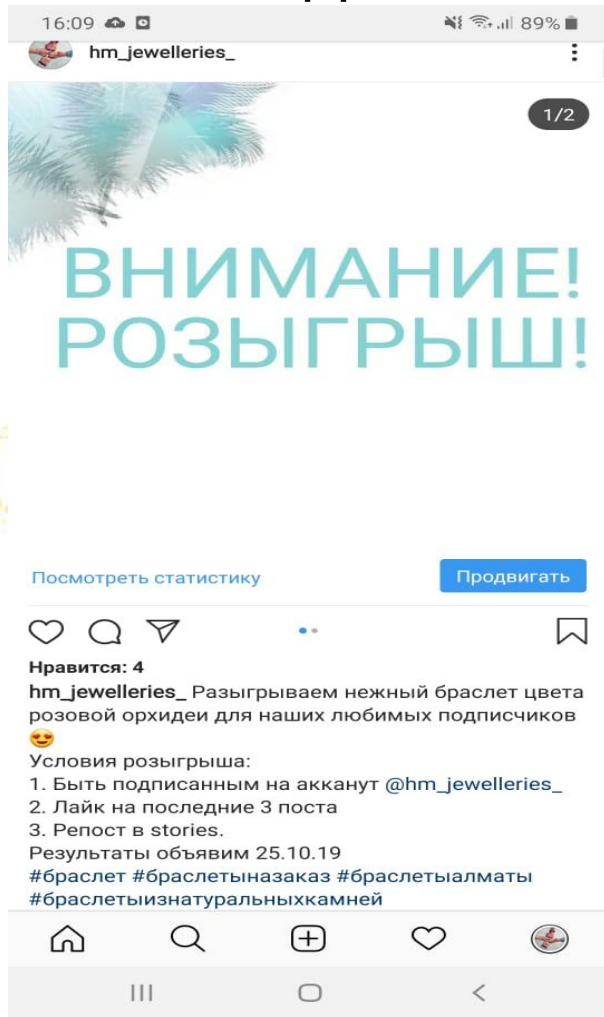 16:09
89%
hm_jewelleries_
1/2
ВНИМАНИЕ!
РОЗЫГРЫШ!
Посмотреть статистику
Продвигать
Нравится: 4
hm_jewelleries_ Разыгрываем нежный браслет цвета
розовой орхидеи для наших любимых подписчиков
😍
Условия розыгрыша:
1. Быть подписанным на акканут @hm_jewelleries_
2. Лайк на последние 3 поста
3. Репост в stories.
Результаты объявим 25.10.19
#браслет #браслетыназаказ #браслетыалматы
#браслетыизнатуральныхкамней